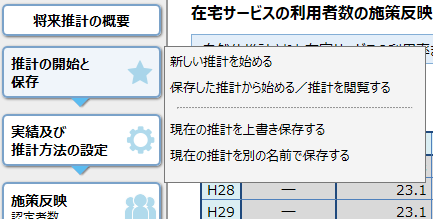 将来推計の概要
在宅サービスの利用者数の施策反映
推計の開始と
保存
新しい推計を始める
保存した推計から始める／推計を閲覧する
現在の推計を上書き保存する
現在の推計を別の名前で保存する
実績及び
推計方法の設定
施策反映
認定者数
H28 ― 23.1
H29 ― 23.1